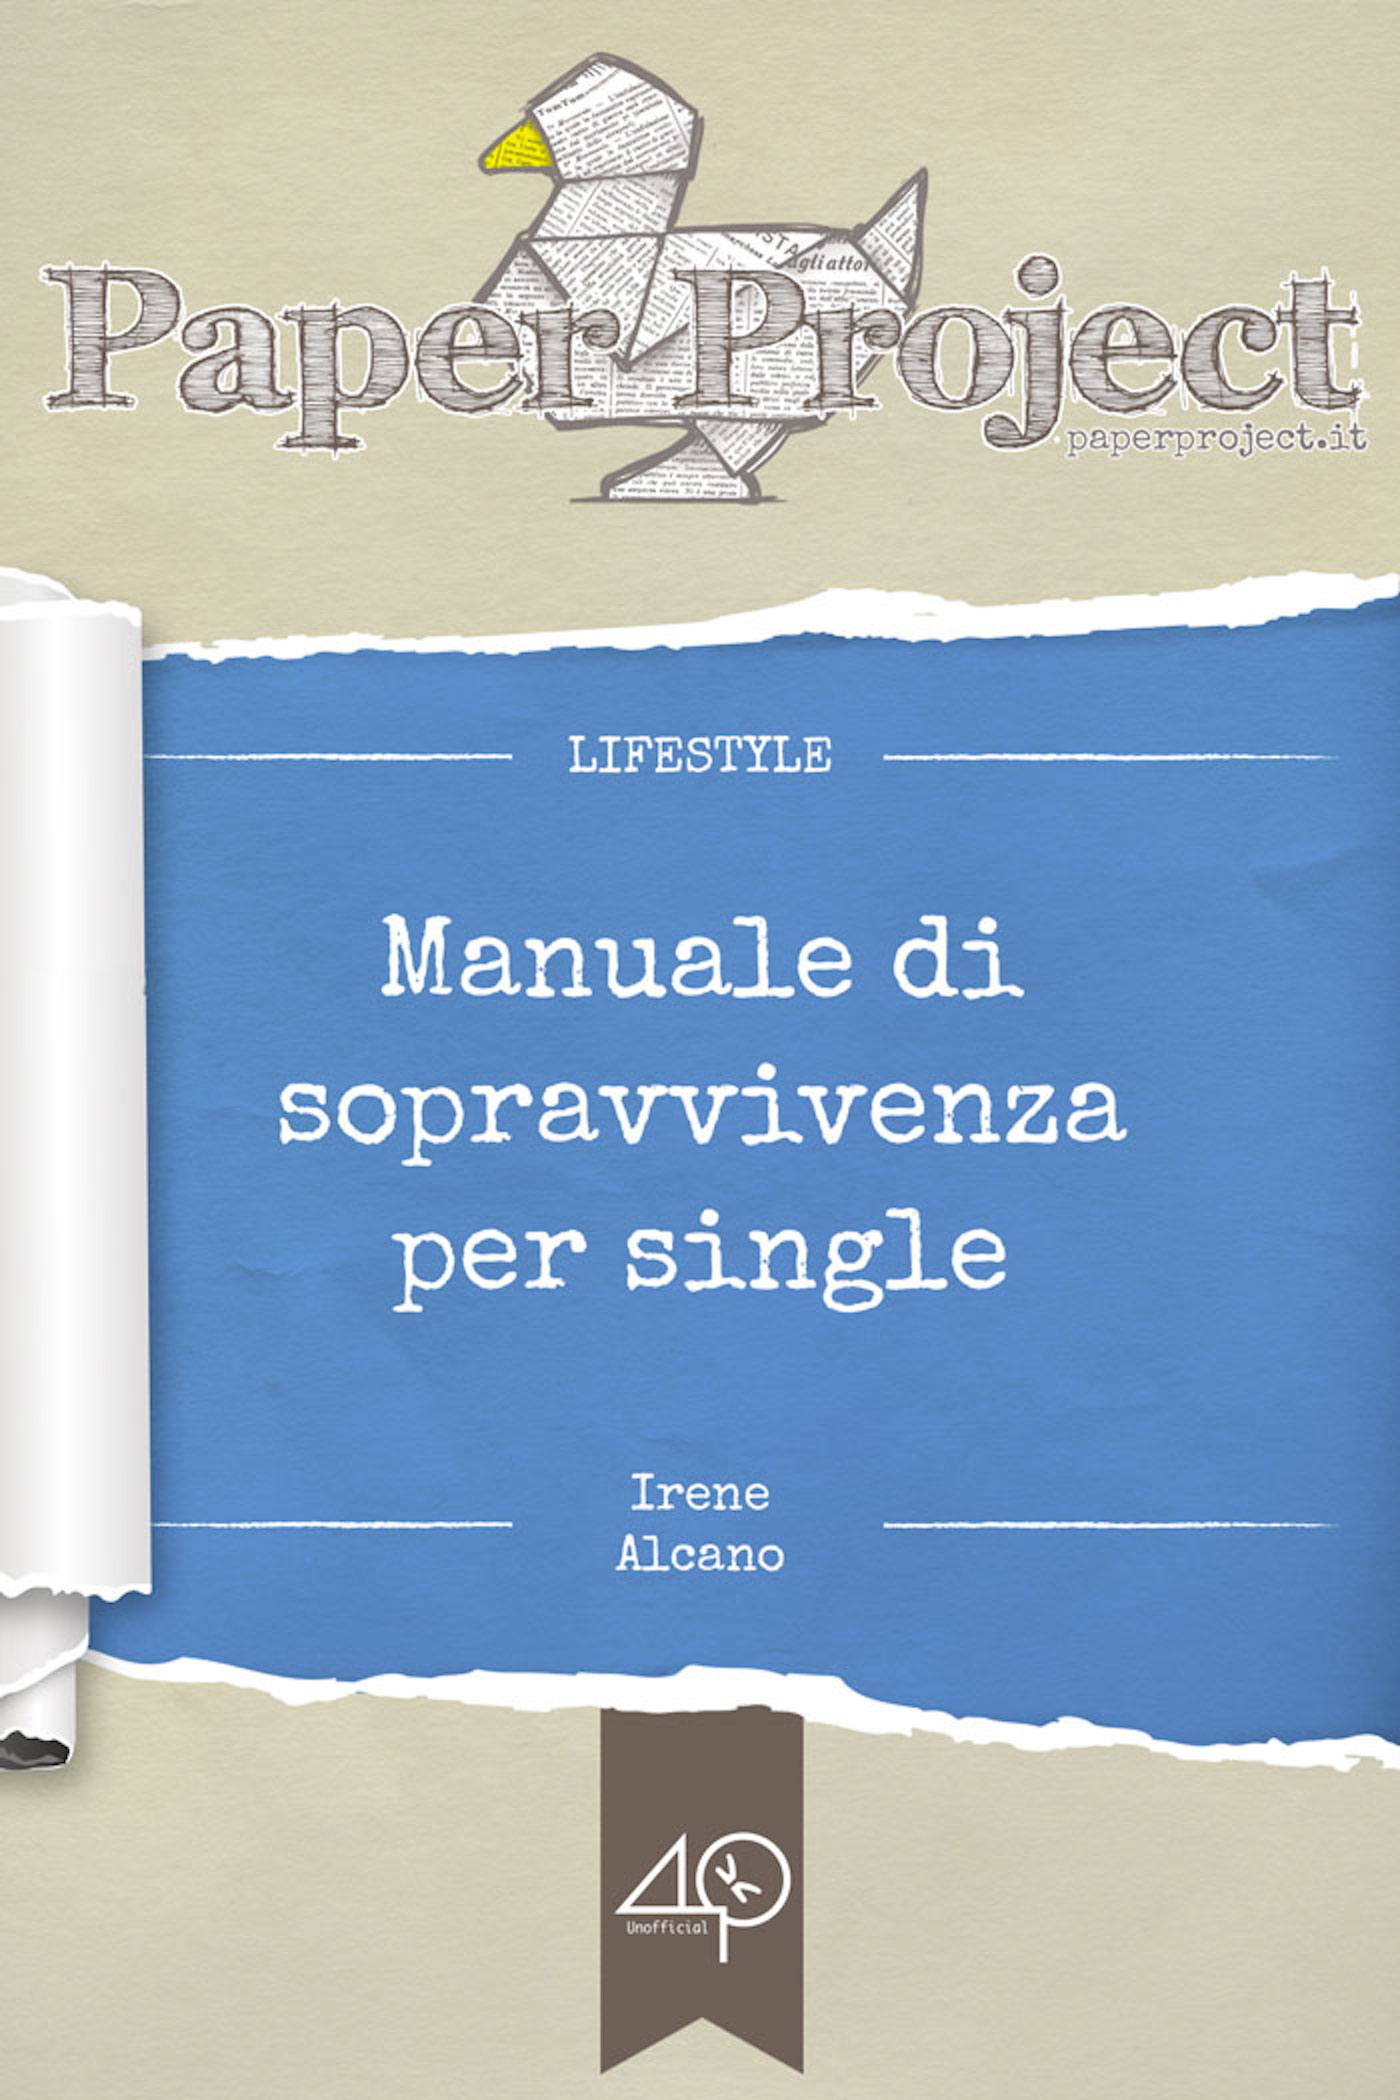 Paper Project
paperproject.it
LIFESTYLE
Manuale di
sopravvivenza
per single
Irene
Alcano
Unofficial